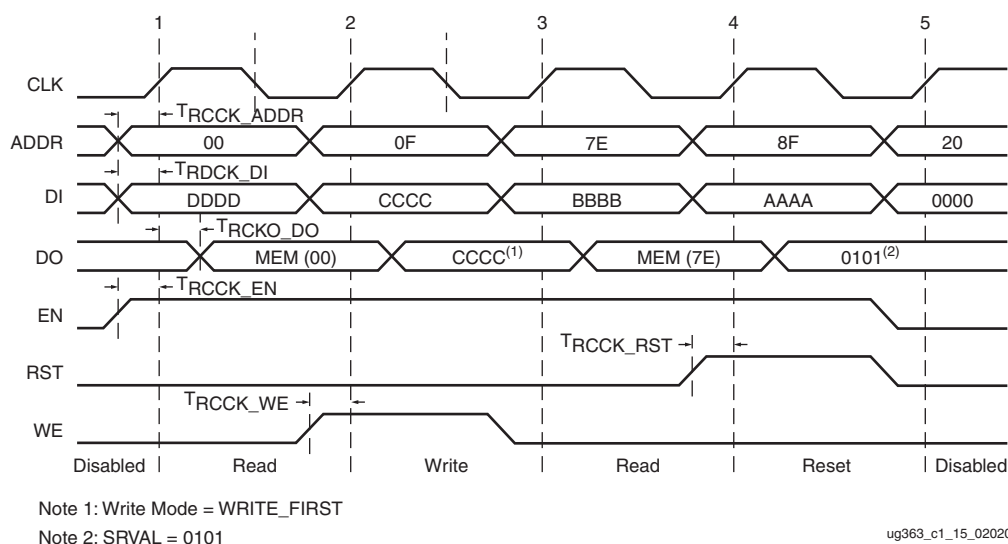 1 2 3 4 5
CLK
TRCCK_ADDR
ADDR 00 0F 7E 8F 20
TRDCK_DI
DI DDDD CCCC BBBB AAAA 0000
TRCKO_DO
DO MEM (00) CCCC(1) MEM (7E) 0101(2)
TRCCK_EN
EN
TRCCK_RST
RST
TRCCK_WE
WE
Disabled Read Write Read Reset Disabled
Note 1: Write Mode = WRITE_FIRST
Note 2: SRVAL = 0101
ug363_c1_15_02020